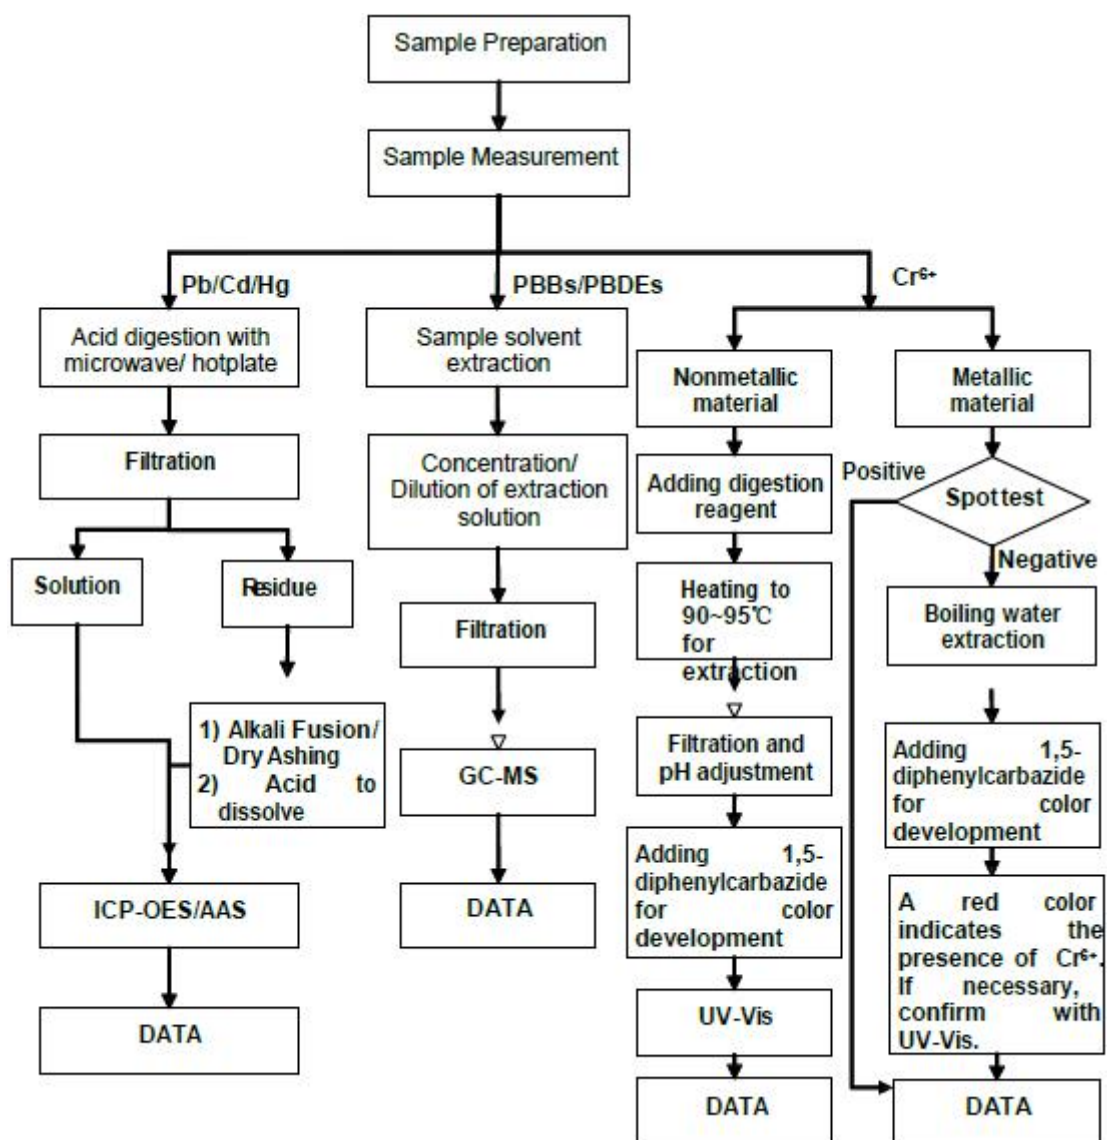 Sample Preparation
Sample Measurement
Pb/Cd/Hg
Acid digestion with
microwave/ hotplate
Filtration
Solution
Residue
1) Alkali Fusion/
Dry Ashing
2) Acid to
dissolve
ICP-OES/AAS
DATA
PBBs/PBDEs
Sample solvent
extraction
Concentration/
Dilution of extraction
solution
Filtration
GC-MS
DATA
Cr⁶⁺
Nonmetallic
material
Adding digestion
reagent
Heating to
90~95℃
for
extraction
Filtration and
pH adjustment
Adding 1,5-
diphenylcarbazide
for color
development
UV-Vis
DATA
Metallic
material
Spot test
Positive
Negative
Boiling water
extraction
Adding 1,5-
diphenylcarbazide
for color
development
A red color
indicates the
presence of Cr⁶⁺.
If necessary,
confirm with
UV-Vis.
DATA